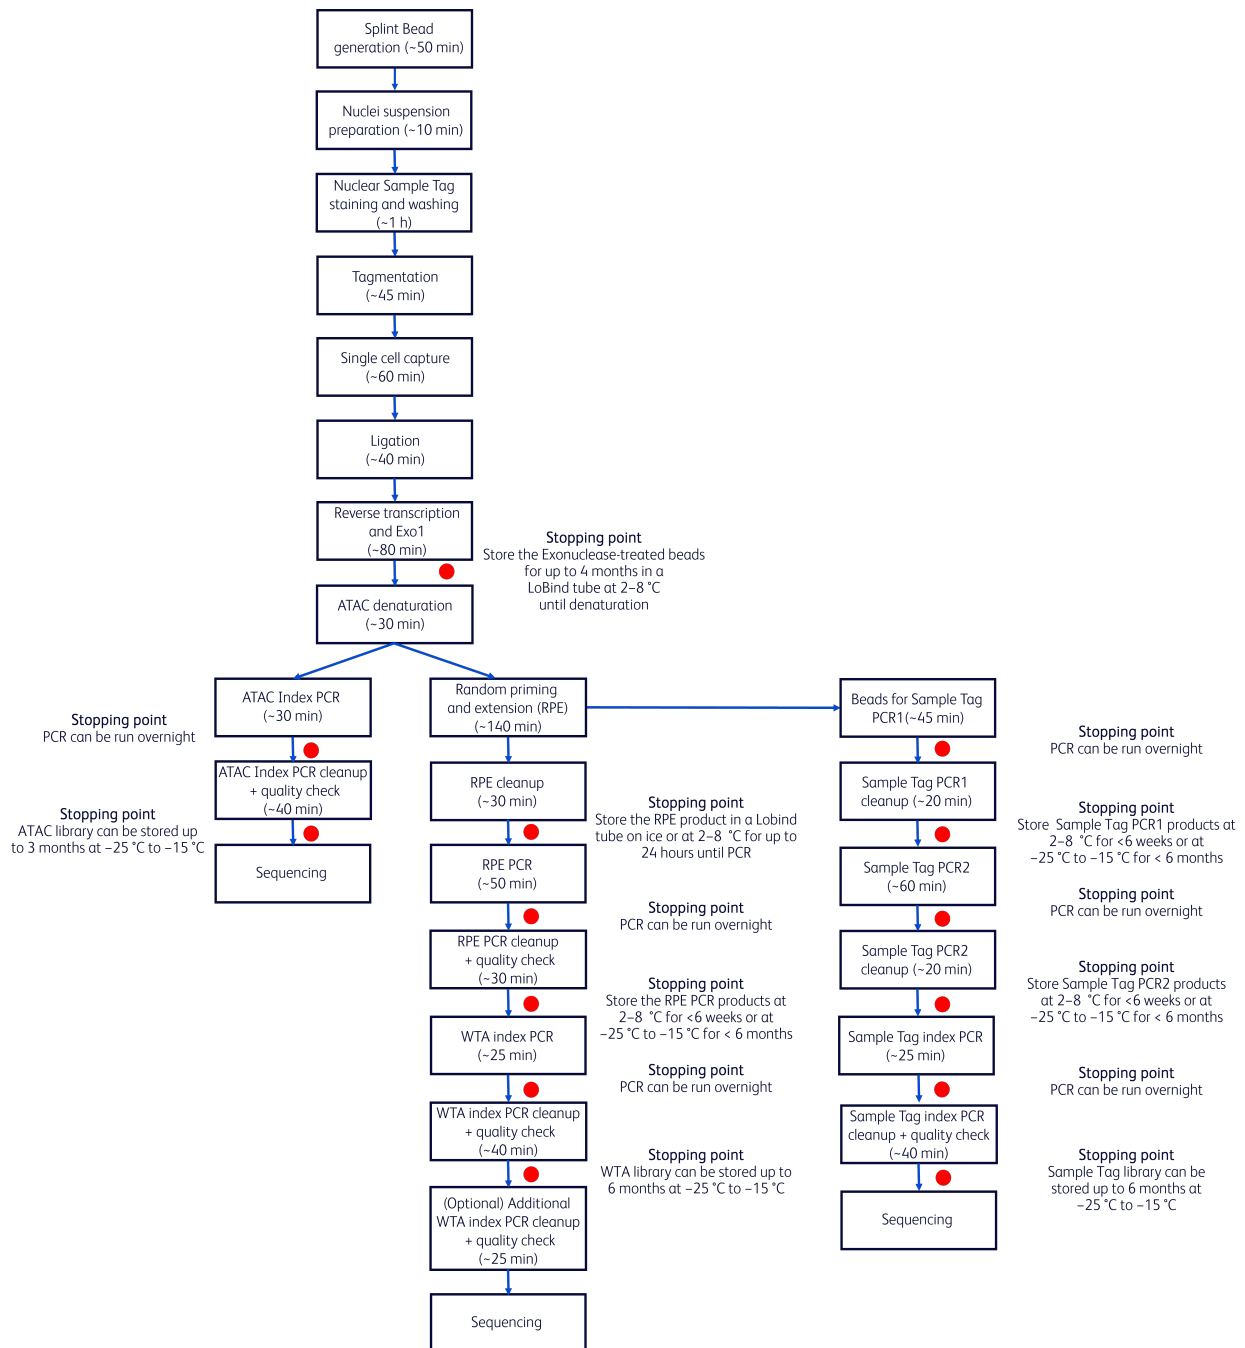 Splint Bead
generation (~50 min)
Nuclei suspension
preparation (~10 min)
Nuclear Sample Tag
staining and washing
(~1 h)
Tagmentation
(~45 min)
Single cell capture
(~60 min)
Ligation
(~40 min)
Reverse transcription
and Exo1
(~80 min)
Stopping point
Store the Exonuclease-treated beads
for up to 4 months in a
LoBind tube at 2–8 °C
until denaturation
ATAC denaturation
(~30 min)
ATAC Index PCR
(~30 min)
Stopping point
PCR can be run overnight
ATAC Index PCR cleanup
+ quality check
(~40 min)
Stopping point
ATAC library can be stored up
to 3 months at –25 °C to –15 °C
Sequencing
Random priming
and extension (RPE)
(~140 min)
RPE cleanup
(~30 min)
Stopping point
Store the RPE product in a Lobind
tube on ice or at 2–8 °C for up to
24 hours until PCR
RPE PCR
(~50 min)
Stopping point
PCR can be run overnight
RPE PCR cleanup
+ quality check
(~30 min)
Stopping point
Store the RPE PCR products at
2–8 °C for <6 weeks or at
–25 °C to –15 °C for < 6 months
WTA index PCR
(~25 min)
Stopping point
PCR can be run overnight
WTA index PCR cleanup
+ quality check
(~40 min)
Stopping point
WTA library can be stored up to
6 months at –25 °C to –15 °C
(Optional) Additional
WTA index PCR cleanup
+ quality check
(~25 min)
Sequencing
Beads for Sample Tag
PCR1(~45 min)
Stopping point
PCR can be run overnight
Sample Tag PCR1
cleanup (~20 min)
Stopping point
Store Sample Tag PCR1 products at
2–8 °C for <6 weeks or at
–25 °C to –15 °C for < 6 months
Sample Tag PCR2
(~60 min)
Stopping point
PCR can be run overnight
Sample Tag PCR2
cleanup (~20 min)
Stopping point
Store Sample Tag PCR2 products
at 2–8 °C for <6 weeks or at
–25 °C to –15 °C for < 6 months
Sample Tag index PCR
(~25 min)
Stopping point
PCR can be run overnight
Sample Tag index PCR
cleanup + quality check
(~40 min)
Stopping point
Sample Tag library can be
stored up to 6 months at
–25 °C to –15 °C
Sequencing